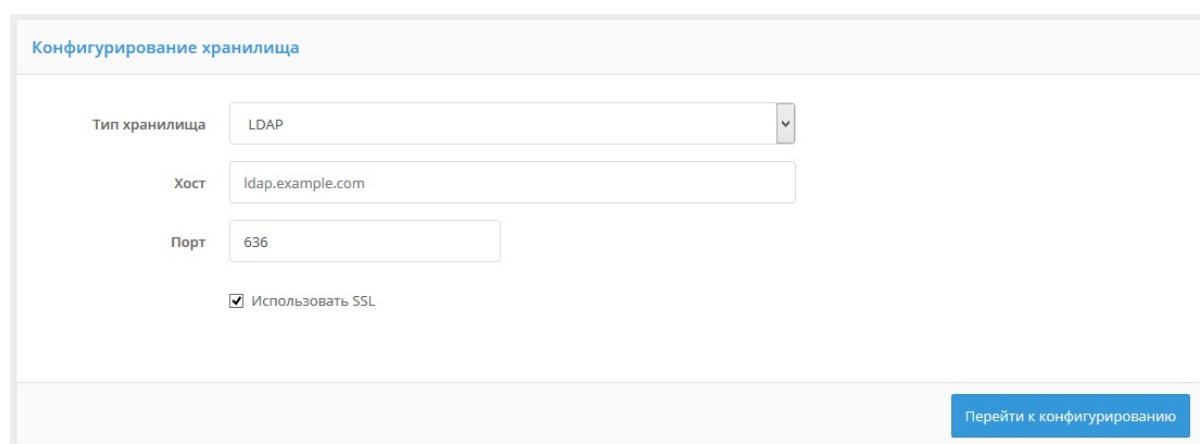 Конфигурирование хранилища
Тип хранилища LDAP
Хост ldap.example.com
Порт 636
Использовать SSL
Перейти к конфигурированию